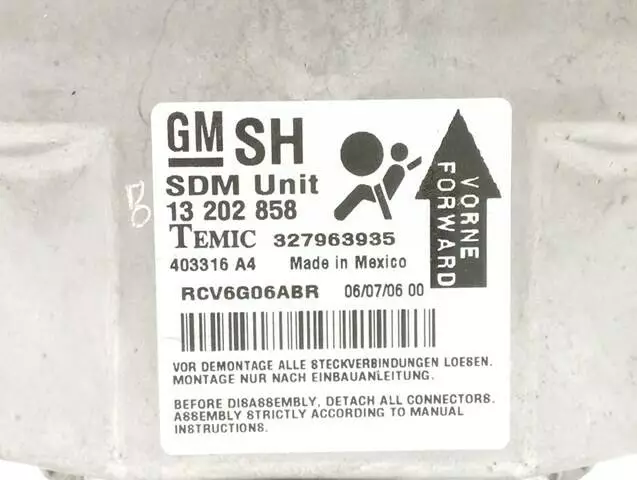 GM SH
SDM Unit
13 202 858
TEMIC 327963935
403316 A4 Made in Mexico
RCV6G06ABR 06/07/06 00
VORNE
FORWARD
VOR DEMONTAGE ALLE STECKVERBINDUNGEN LOESEN.
MONTAGE NUR NACH EINBAUANLEITUNG.
BEFORE DISASSEMBLY, DETACH ALL CONNECTORS.
ASSEMBLY STRICTLY ACCORDING TO MANUAL
INSTRUCTIONS.
B